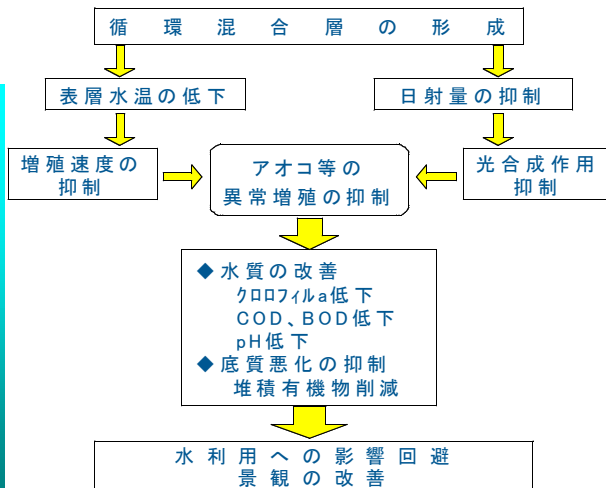 循環混合層の形成
表層水温の低下
日射量の抑制
増殖速度の
抑制
アオコ等の
異常増殖の抑制
光合成作用
抑制
◆水質の改善
クロロフィルa低下
COD、BOD低下
pH低下
◆底質悪化の抑制
堆積有機物削減
水利用への影響回避
景観の改善